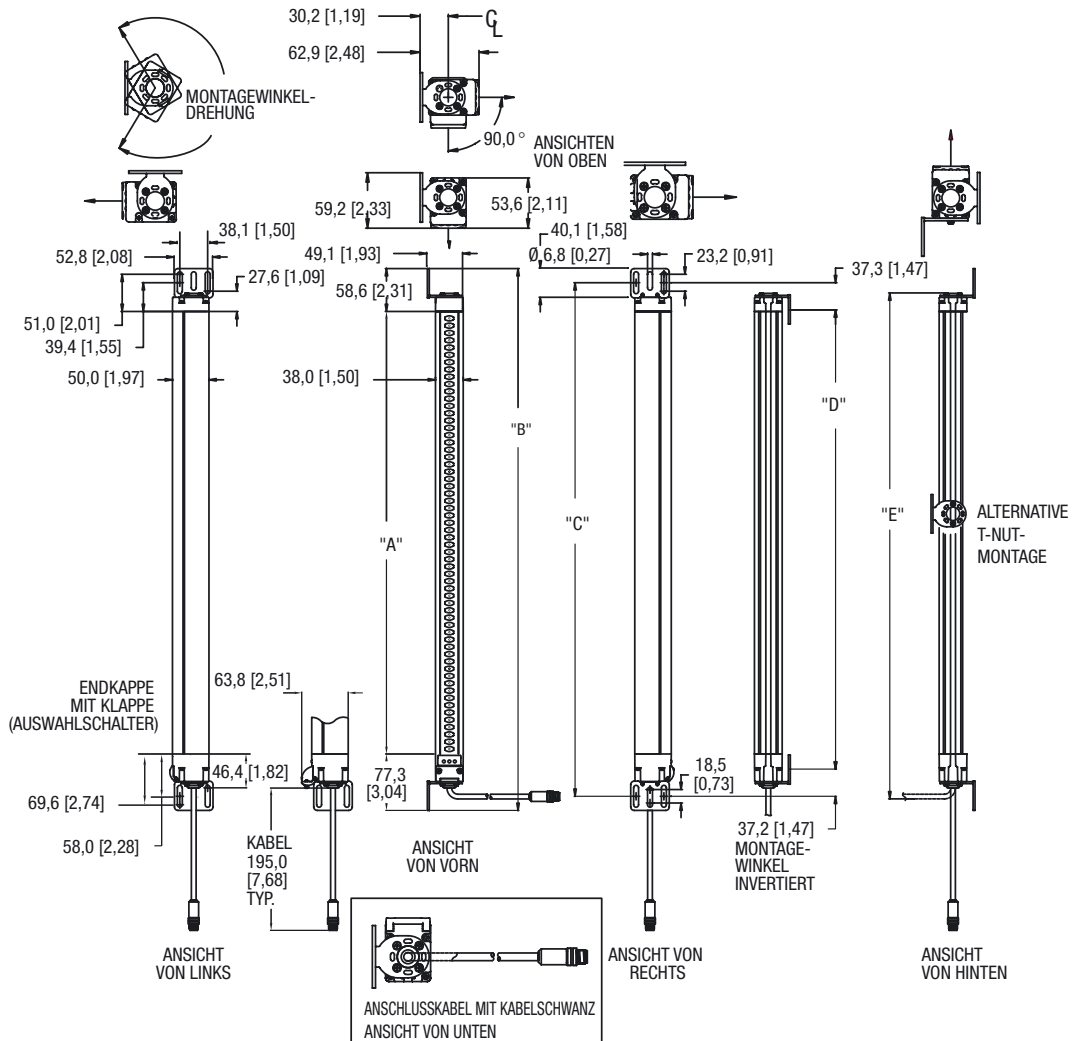 30,2 [1,19]
62,9 [2,48]
CL
MONTAGEWINKEL-
DREHUNG
90,0°
ANSICHTEN
VON OBEN
59,2 [2,33]
53,6 [2,11]
38,1 [1,50]
52,8 [2,08]
27,6 [1,09]
51,0 [2,01]
39,4 [1,55]
50,0 [1,97]
49,1 [1,93]
58,6 [2,31]
38,0 [1,50]
40,1 [1,58]
Ø 6,8 [0,27]
23,2 [0,91]
37,3 [1,47]
"A"
"B"
"C"
"D"
"E"
ALTERNATIVE
T-NUT-
MONTAGE
ENDKAPPE
MIT KLAPPE
(AUSWAHLSCHALTER)
63,8 [2,51]
46,4 [1,82]
69,6 [2,74]
58,0 [2,28]
77,3
[3,04]
18,5
[0,73]
37,2 [1,47]
MONTAGE-
WINKEL
INVERTIERT
KABEL
195,0
[7,68]
TYP.
ANSICHT
VON VORN
ANSICHT
VON LINKS
ANSICHT VON
RECHTS
ANSICHT
VON HINTEN
ANSCHLUSSKABEL MIT KABELSCHWANZ
ANSICHT VON UNTEN